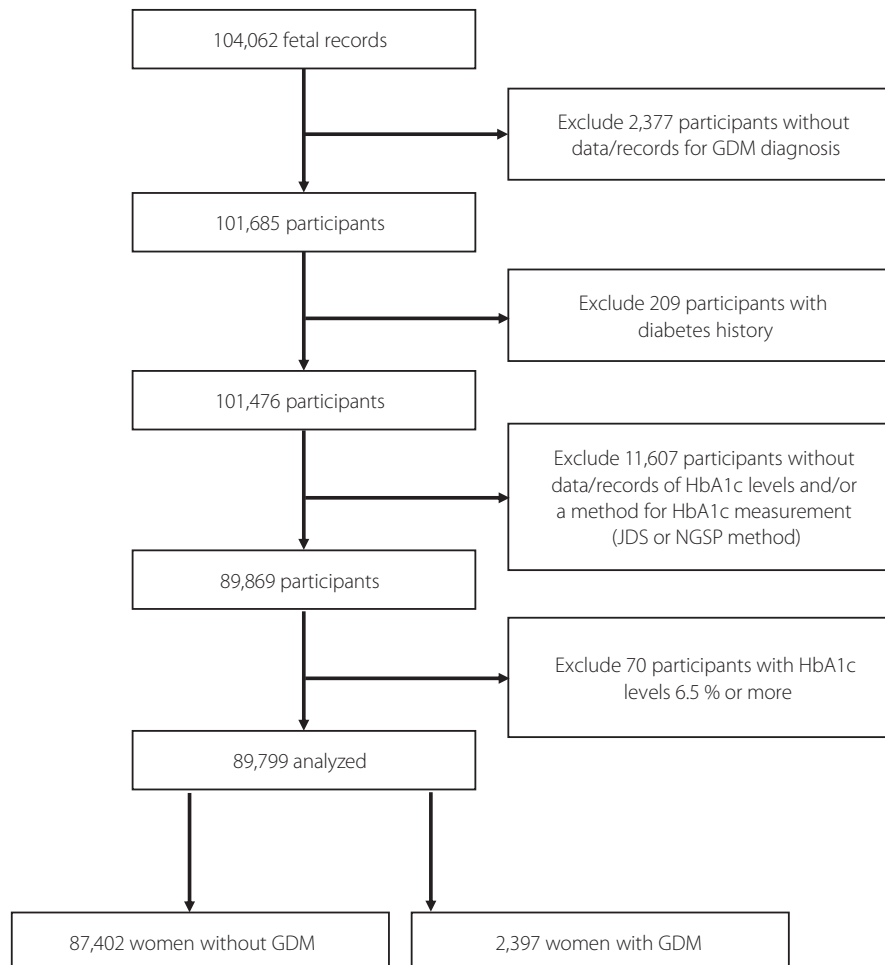 104,062 fetal records
Exclude 2,377 participants without
data/records for GDM diagnosis
101,685 participants
Exclude 209 participants with
diabetes history
101,476 participants
Exclude 11,607 participants without
data/records of HbA1c levels and/or
a method for HbA1c measurement
(JDS or NGSP method)
89,869 participants
Exclude 70 participants with HbA1c
levels 6.5 % or more
89,799 analyzed
87,402 women without GDM
2,397 women with GDM